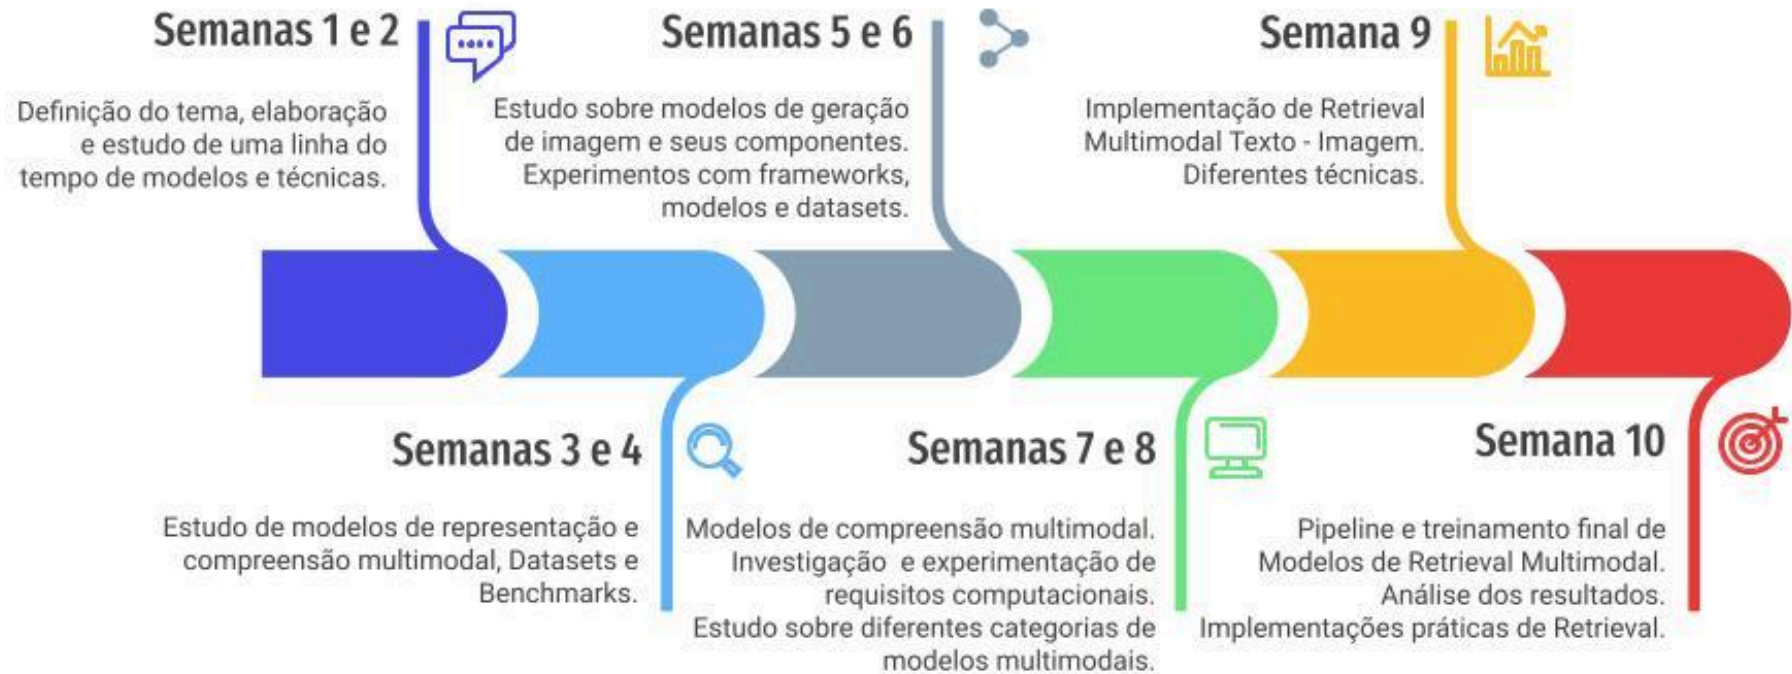 Semanas 1 e 2
Definição do tema, elaboração
e estudo de uma linha do
tempo de modelos e técnicas.
Semanas 3 e 4
Estudo de modelos de representação e
compreensão multimodal, Datasets e
Benchmarks.
Semanas 5 e 6
Estudo sobre modelos de geração
de imagem e seus componentes.
Experimentos com frameworks,
modelos e datasets.
Semanas 7 e 8
Modelos de compreensão multimodal.
Investigação e experimentação de
requisitos computacionais.
Estudo sobre diferentes categorias de
modelos multimodais.
Semana 9
Implementação de Retrieval
Multimodal Texto - Imagem.
Diferentes técnicas.
Semana 10
Pipeline e treinamento final de
Modelos de Retrieval Multimodal.
Análise dos resultados.
Implementações práticas de Retrieval.